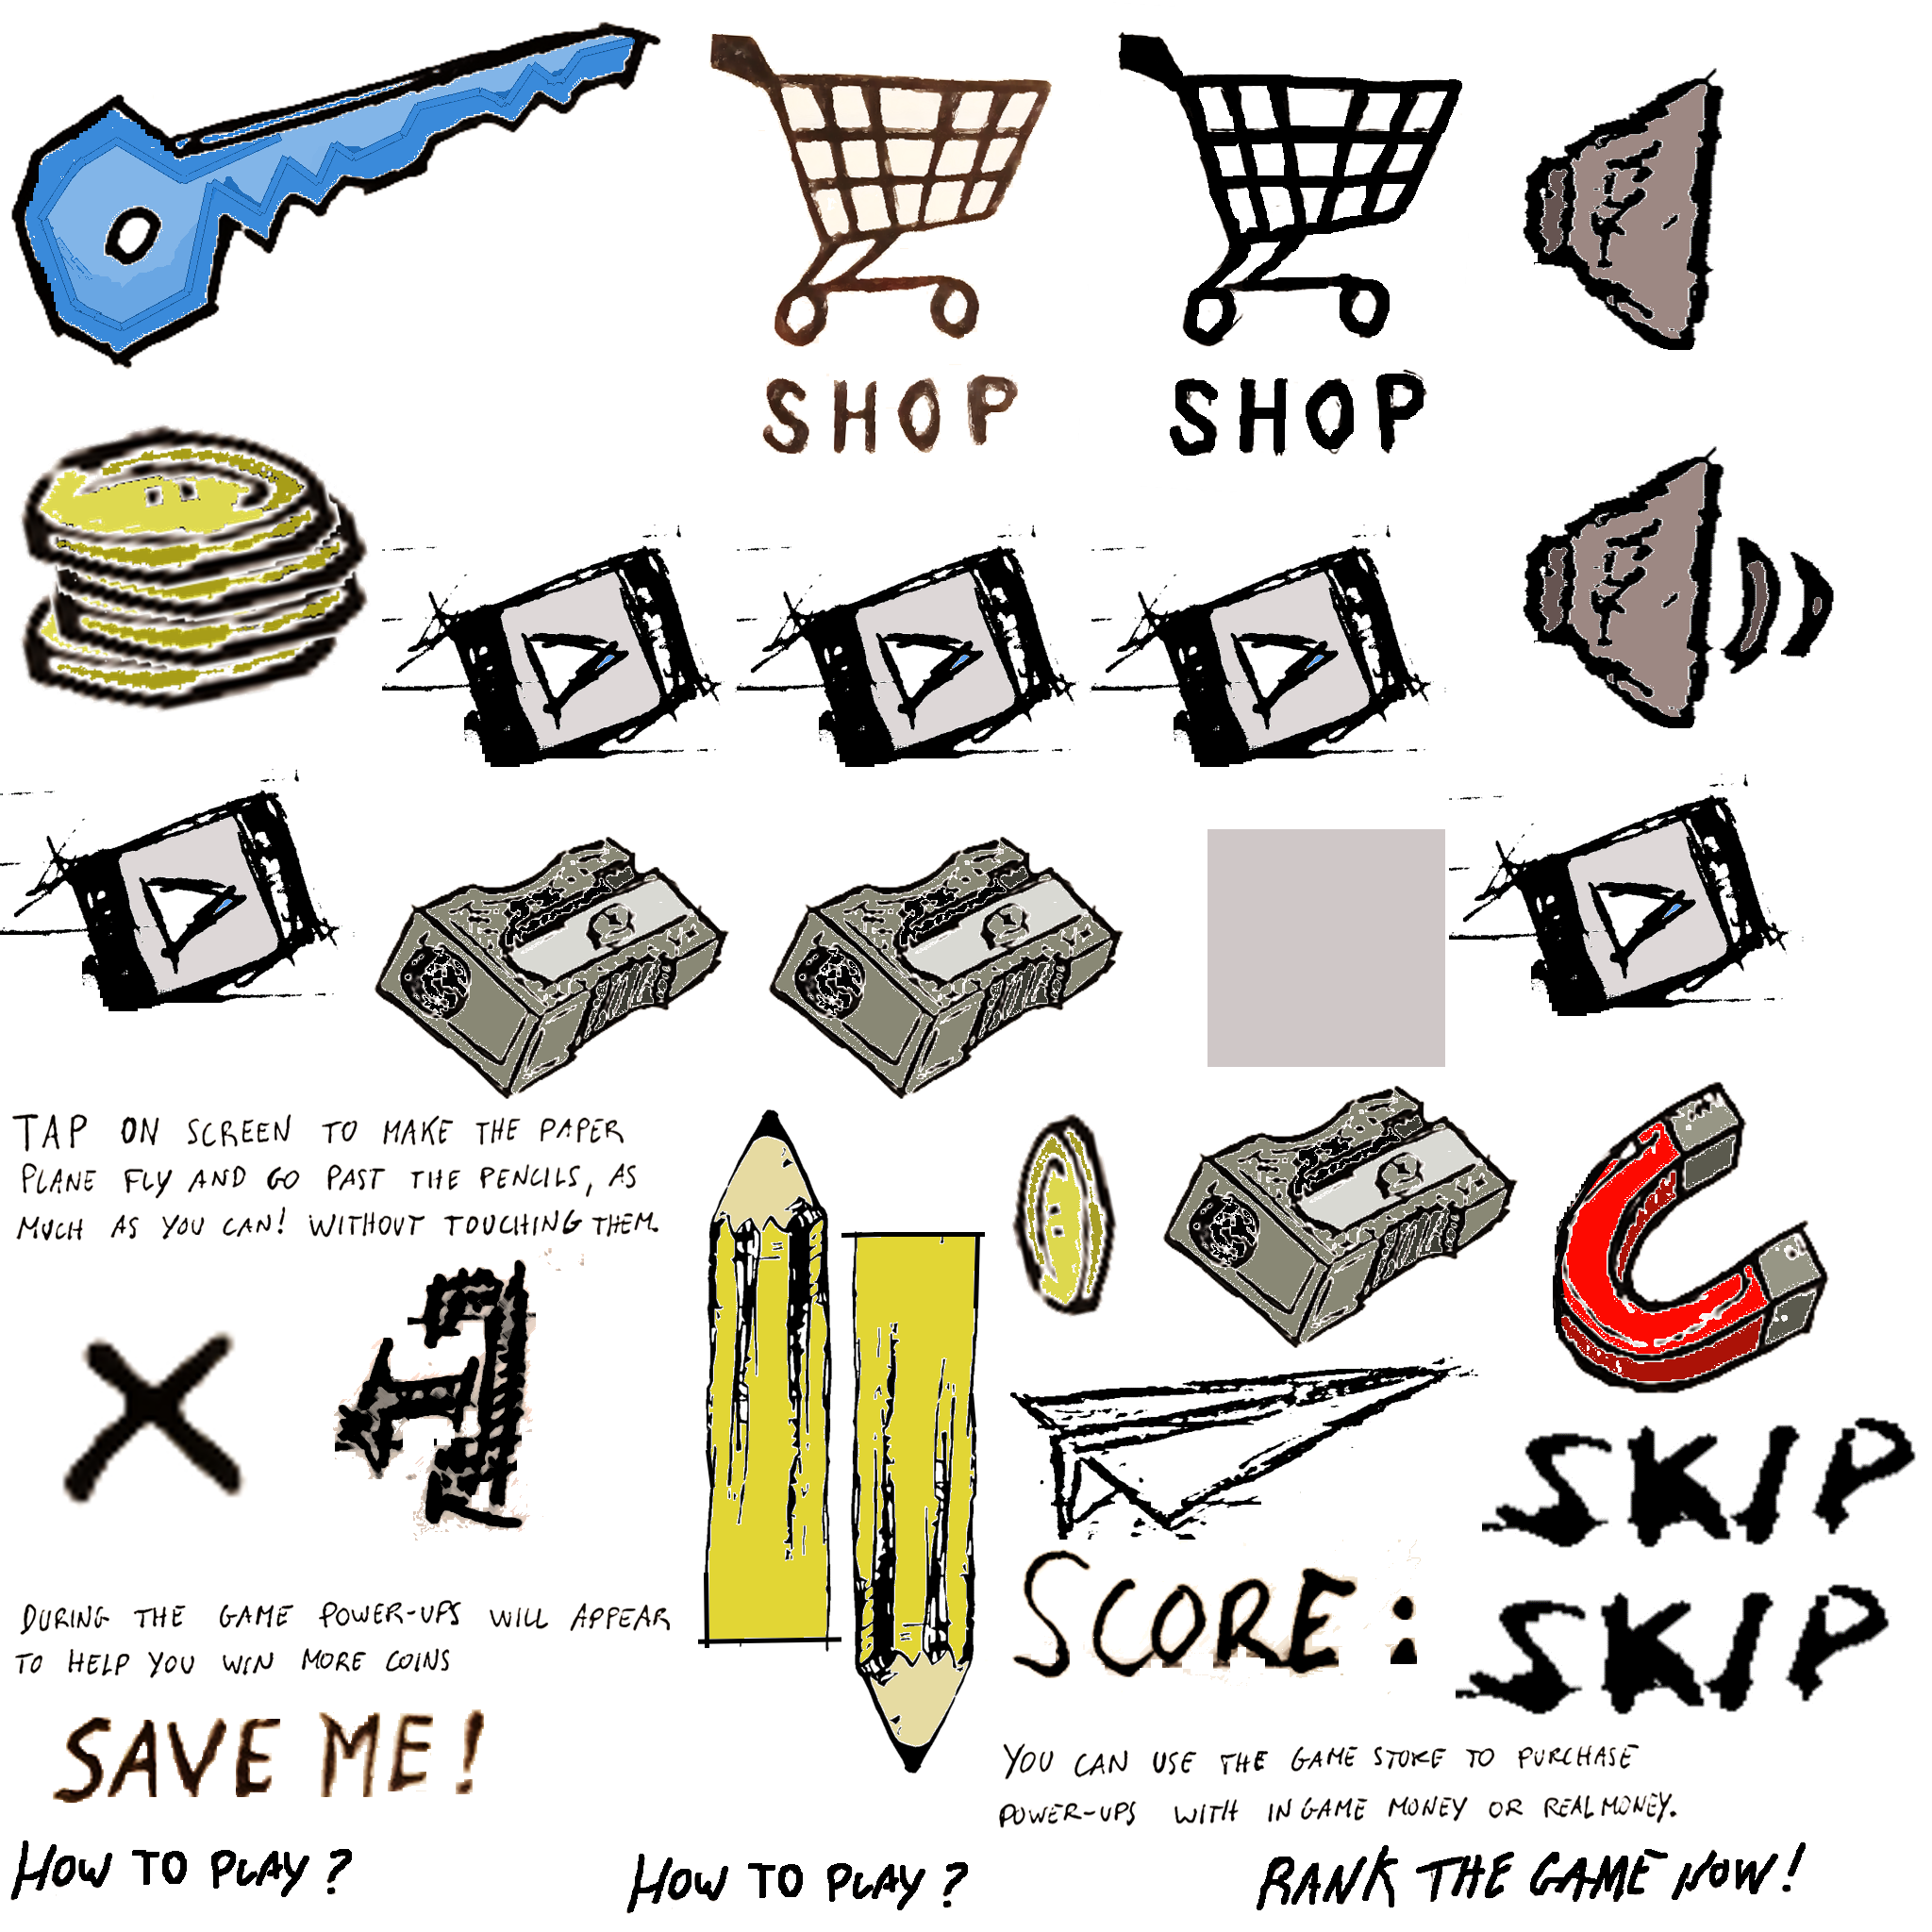 SHOP
SHOP
TAP ON SCREEN TO MAKE THE PAPER
PLANE FLY AND GO PAST THE PENCILS, AS
MUCH AS YOU CAN! WITHOUT TOUCHING THEM.
SKIP
SCORE:
SKIP
DURING THE GAME POWER-UPS WILL APPEAR
TO HELP YOU WIN MORE COINS
SAVE ME!
YOU CAN USE THE GAME STORE TO PURCHASE
POWER-UPS WITH IN GAME MONEY OR REAL MONEY.
HOW TO PLAY?
HOW TO PLAY?
RANK THE GAME NOW!